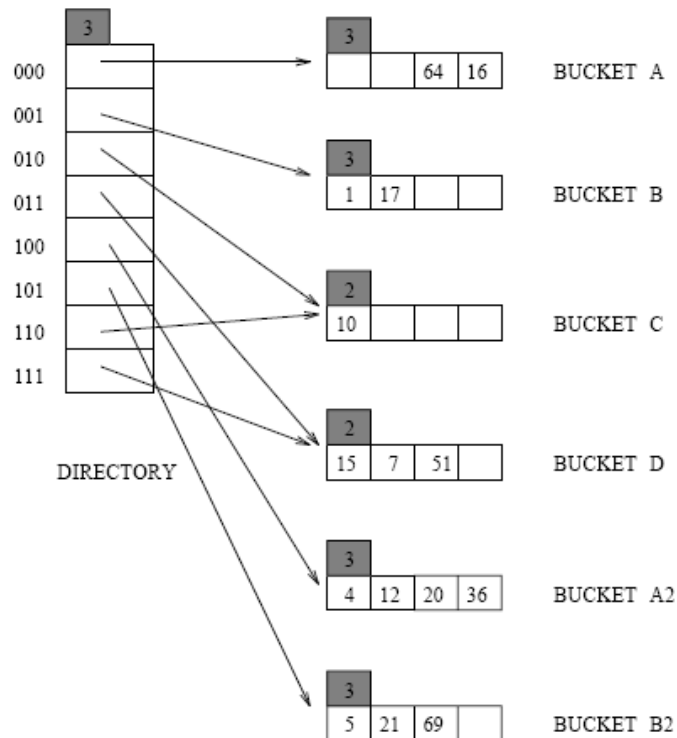 3
000
001
010
011
100
101
110
111
DIRECTORY
3
64 16 BUCKET A
3
1 17 BUCKET B
2
10 BUCKET C
2
15 7 51 BUCKET D
3
4 12 20 36 BUCKET A2
3
5 21 69 BUCKET B2